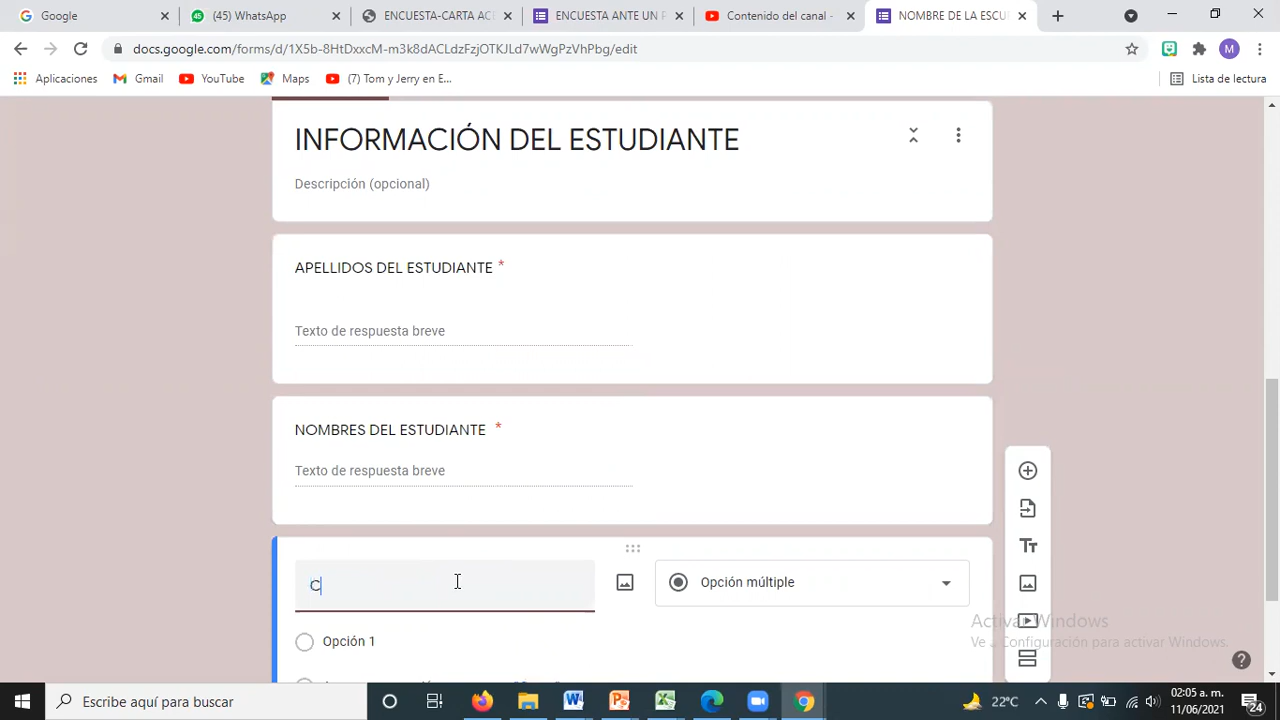 Google
(45) WhatsApp
ENCUESTA-CARTA ACE
ENCUESTA ANTE UN P
Contenido del canal -
NOMBRE DE LA ESCU
docs.google.com/forms/d/1X5b-8HtDxxcM-m3k8dACLdzFzjOTKJLd7wWgPzVhPbg/edit
M
Aplicaciones
Gmail
YouTube
Maps
(7) Tom y Jerry en E...
Lista de lectura
INFORMACIÓN DEL ESTUDIANTE
Descripción (opcional)
APELLIDOS DEL ESTUDIANTE *
Texto de respuesta breve
NOMBRES DEL ESTUDIANTE *
Texto de respuesta breve
C
Opción múltiple
Opción 1
Activar Windows
Ve Configuración para activar Windows.
Escribe aquí para buscar
22°C
02:05 a. m.
11/06/2021
24